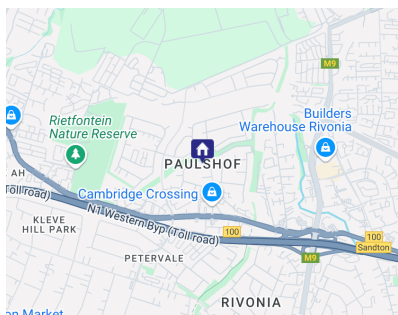 M9
Builders
Warehouse Rivonia
Rietfontein
Nature Reserve
PAULSHOF
AH
Cambridge Crossing
Toll road)
N1 Western Byp (Toll road)
KLEVE
HILL PARK
100
100
Sandton
PETERVALE
M9
RIVONIA
on Market